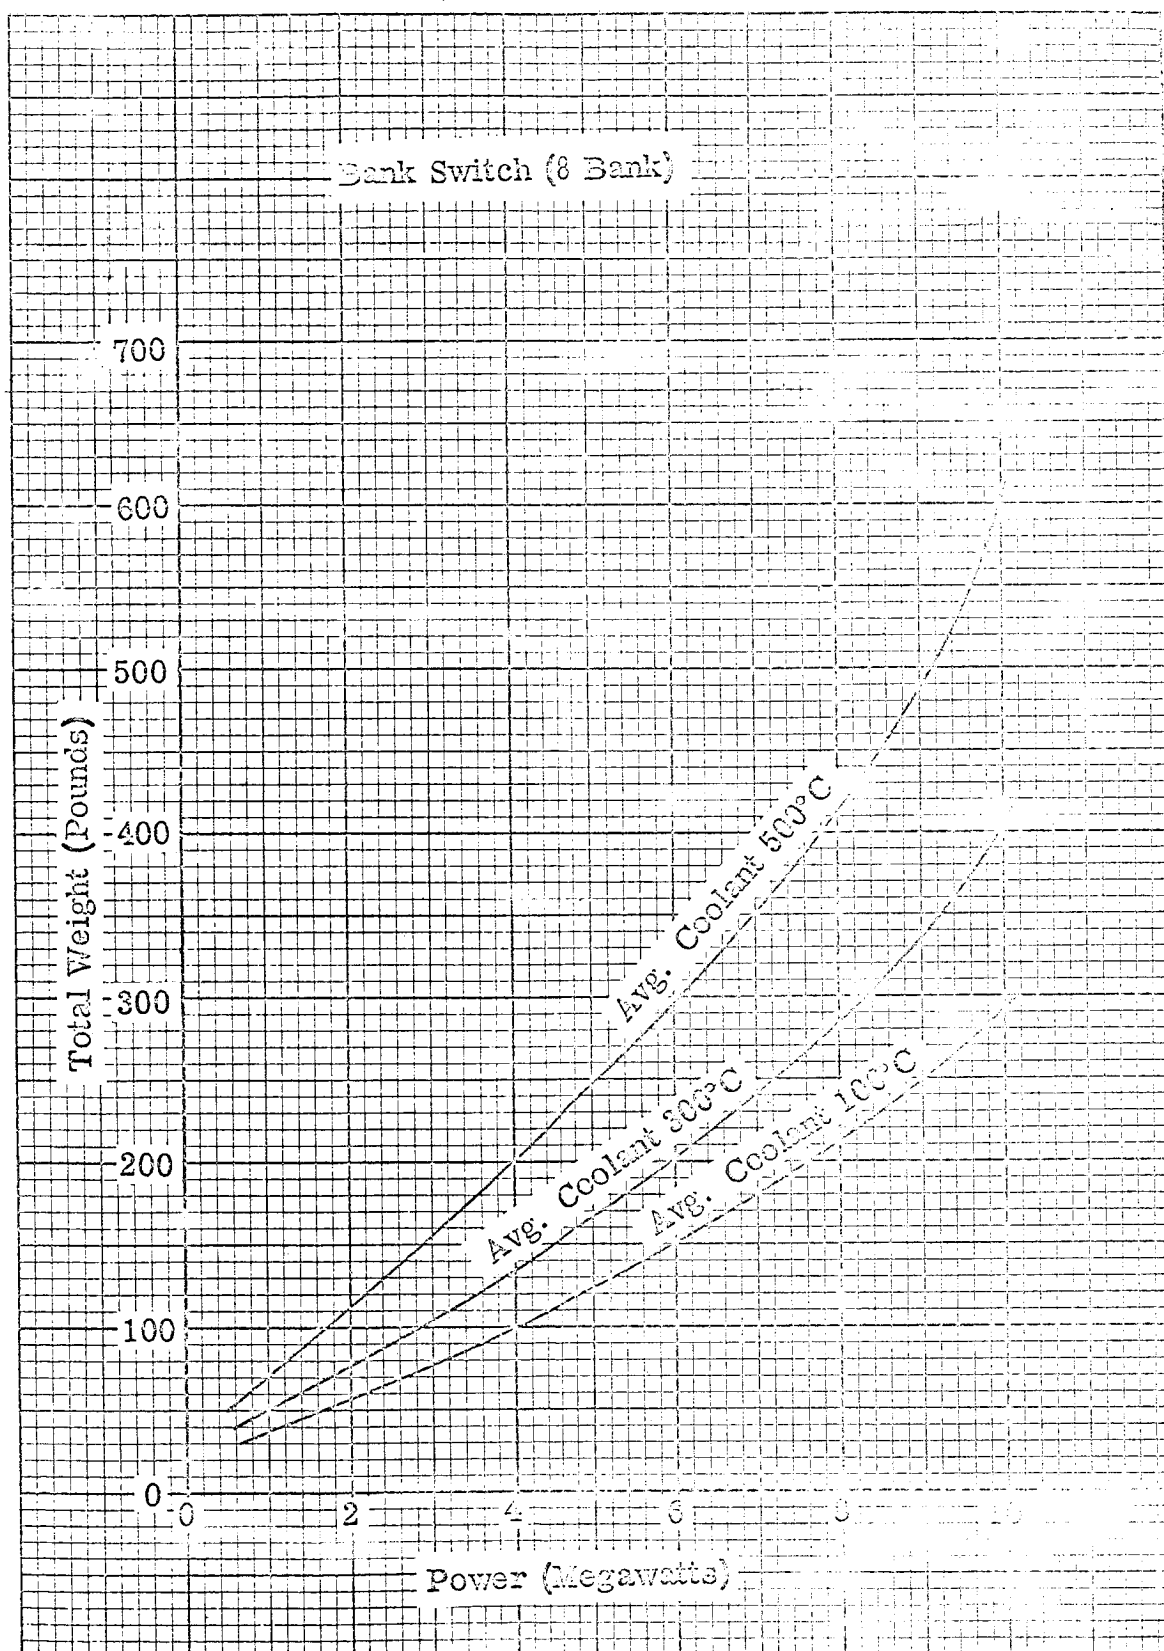 Bank Switch (8 Bank)
700
600
500
400
300
200
100
0
Total Weight (Pounds)
Avg. Coolant 500°C
Avg. Coolant 300°C
Avg. Coolant 100°C
0 2 4 6 8 10
Power (Megawatts)